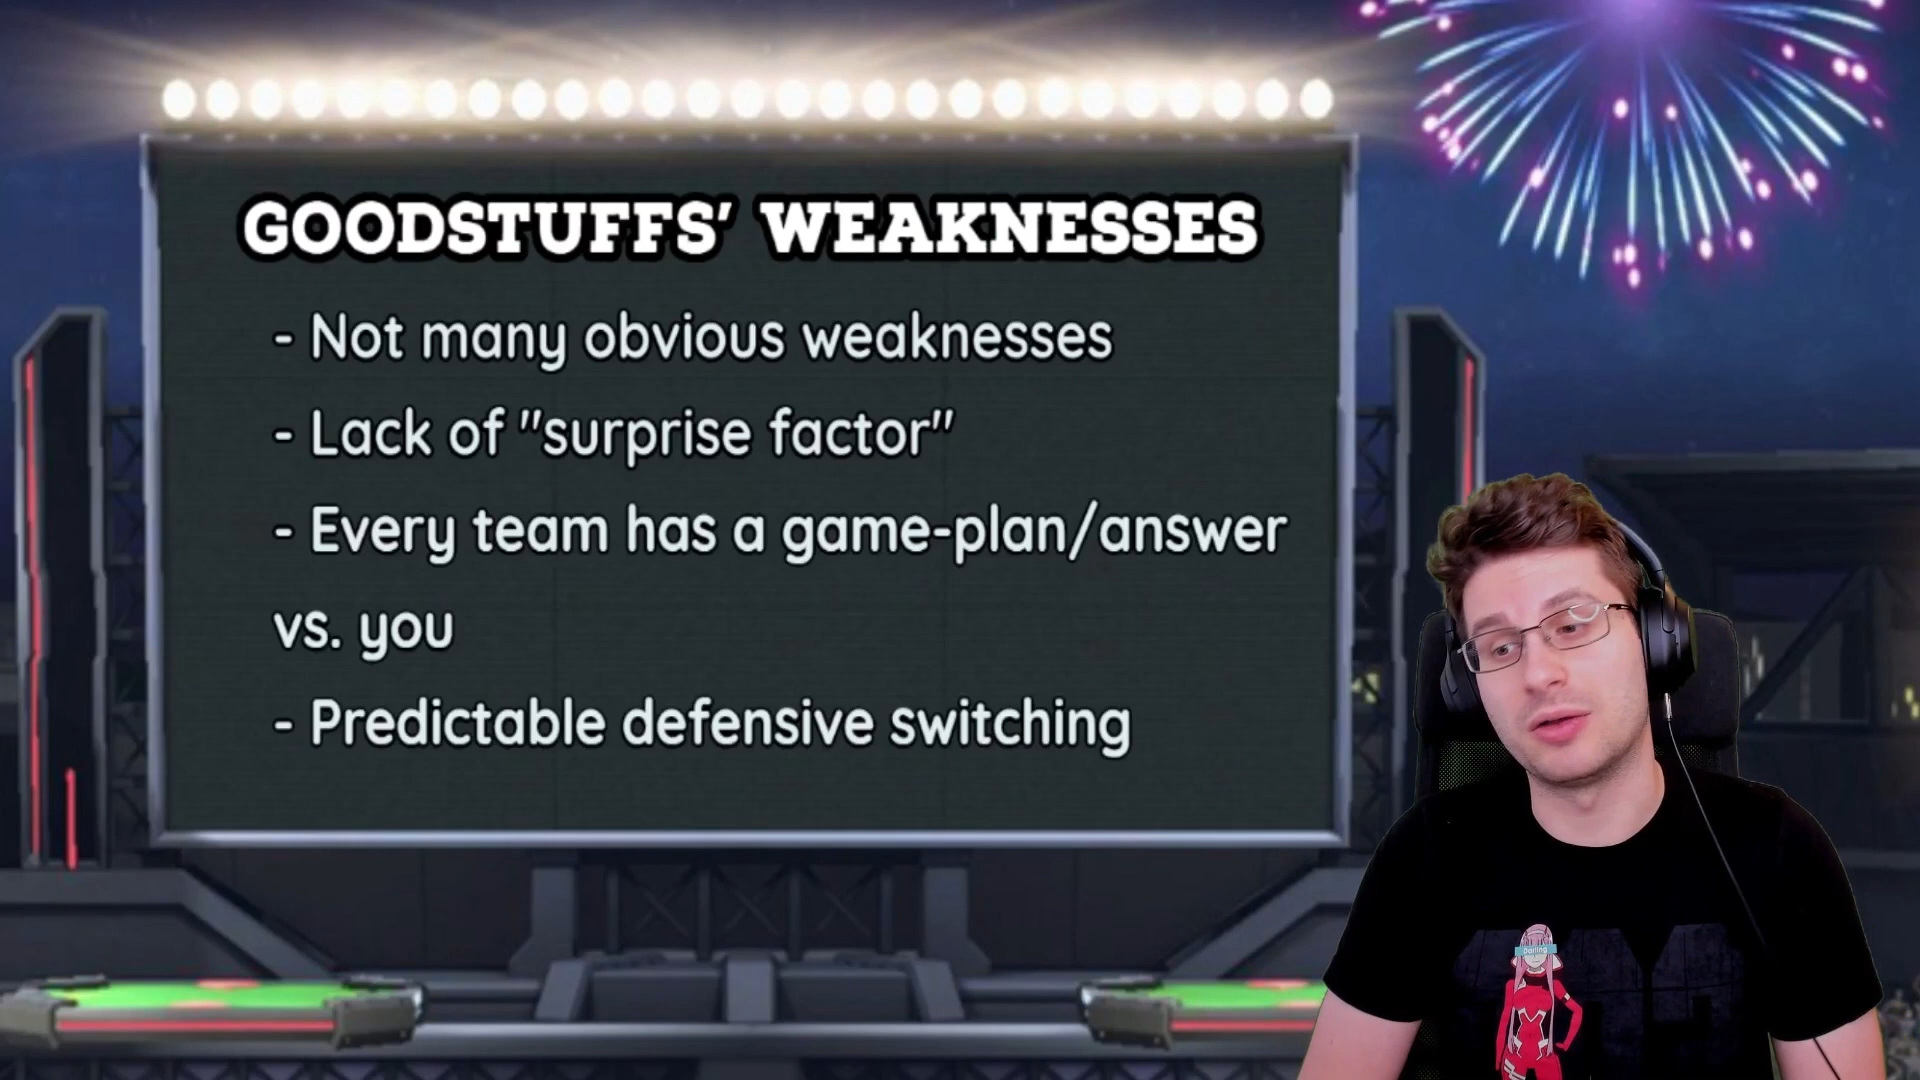 GOODSTUFFS' WEAKNESSES
- Not many obvious weaknesses
- Lack of "surprise factor"
- Every team has a game-plan/answer
vs. you
- Predictable defensive switching
Darling